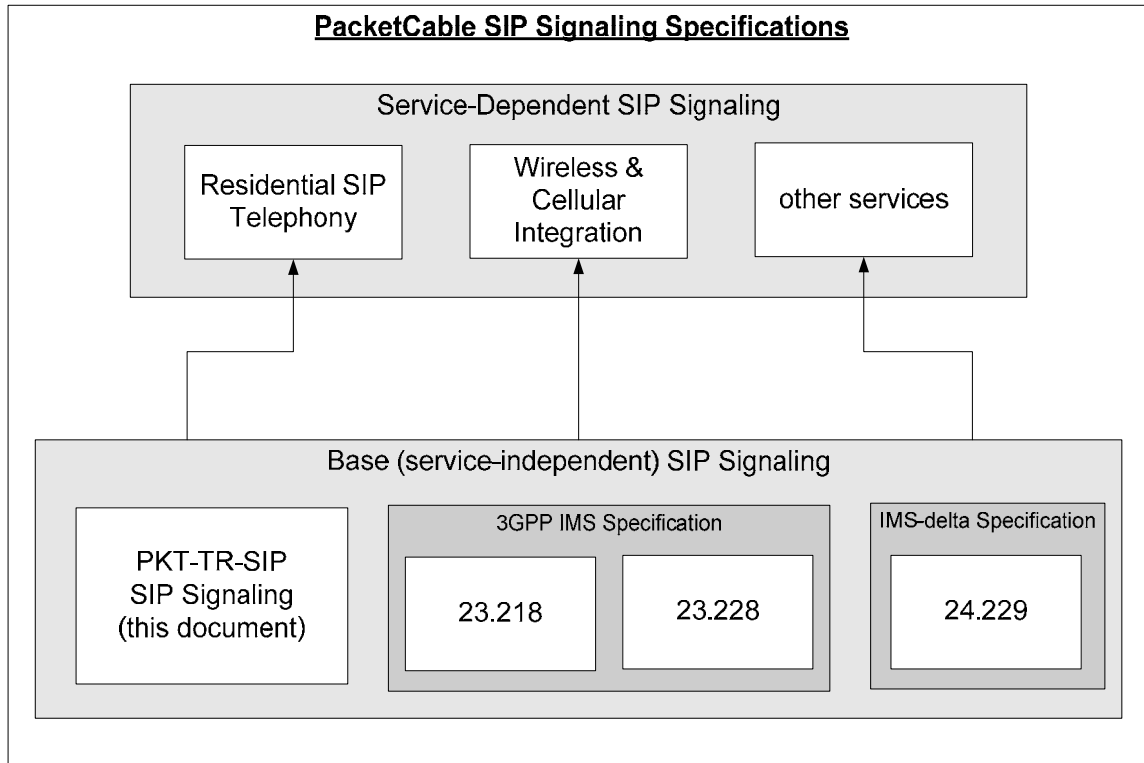 PacketCable SIP Signaling Specifications
Service-Dependent SIP Signaling
Residential SIP
Telephony
Wireless &
Cellular
Integration
other services
Base (service-independent) SIP Signaling
PKT-TR-SIP
SIP Signaling
(this document)
3GPP IMS Specification
23.218
23.228
IMS-delta Specification
24.229